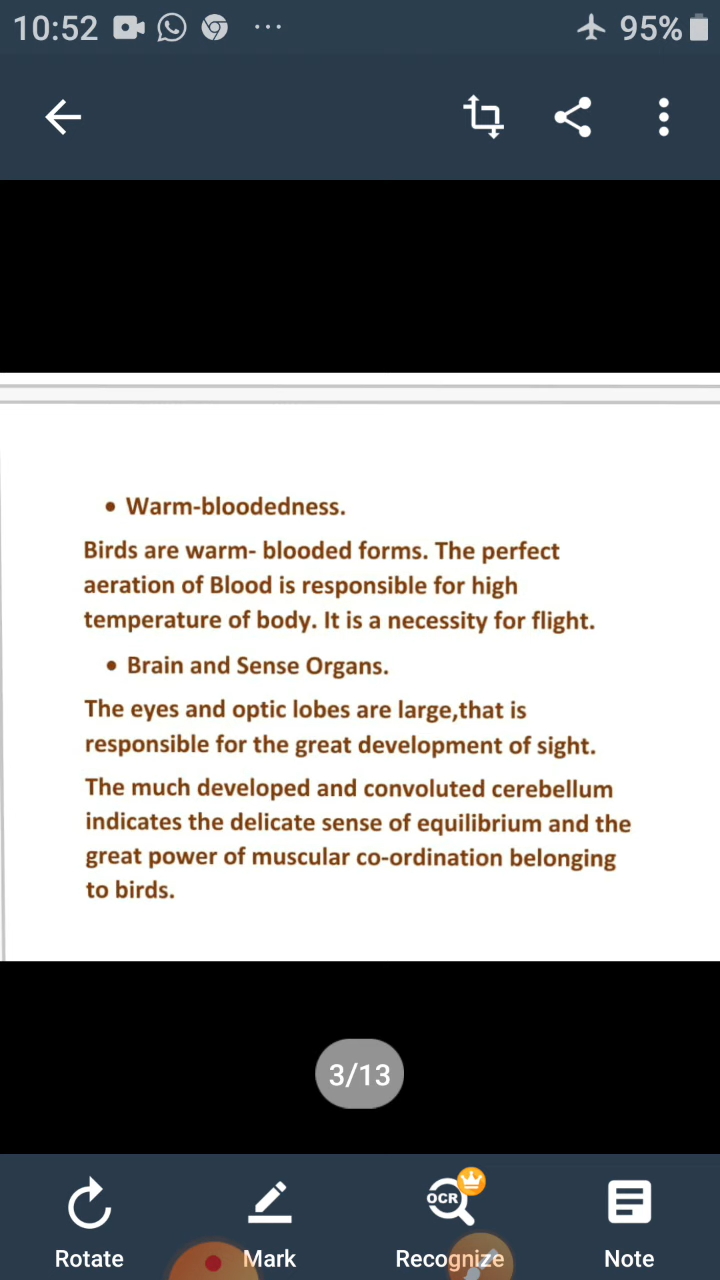 10:52 ... 95%
• Warm-bloodedness.
Birds are warm- blooded forms. The perfect
aeration of Blood is responsible for high
temperature of body. It is a necessity for flight.
• Brain and Sense Organs.
The eyes and optic lobes are large,that is
responsible for the great development of sight.
The much developed and convoluted cerebellum
indicates the delicate sense of equilibrium and the
great power of muscular co-ordination belonging
to birds.
3/13
OCR
Rotate Mark Recognize Note